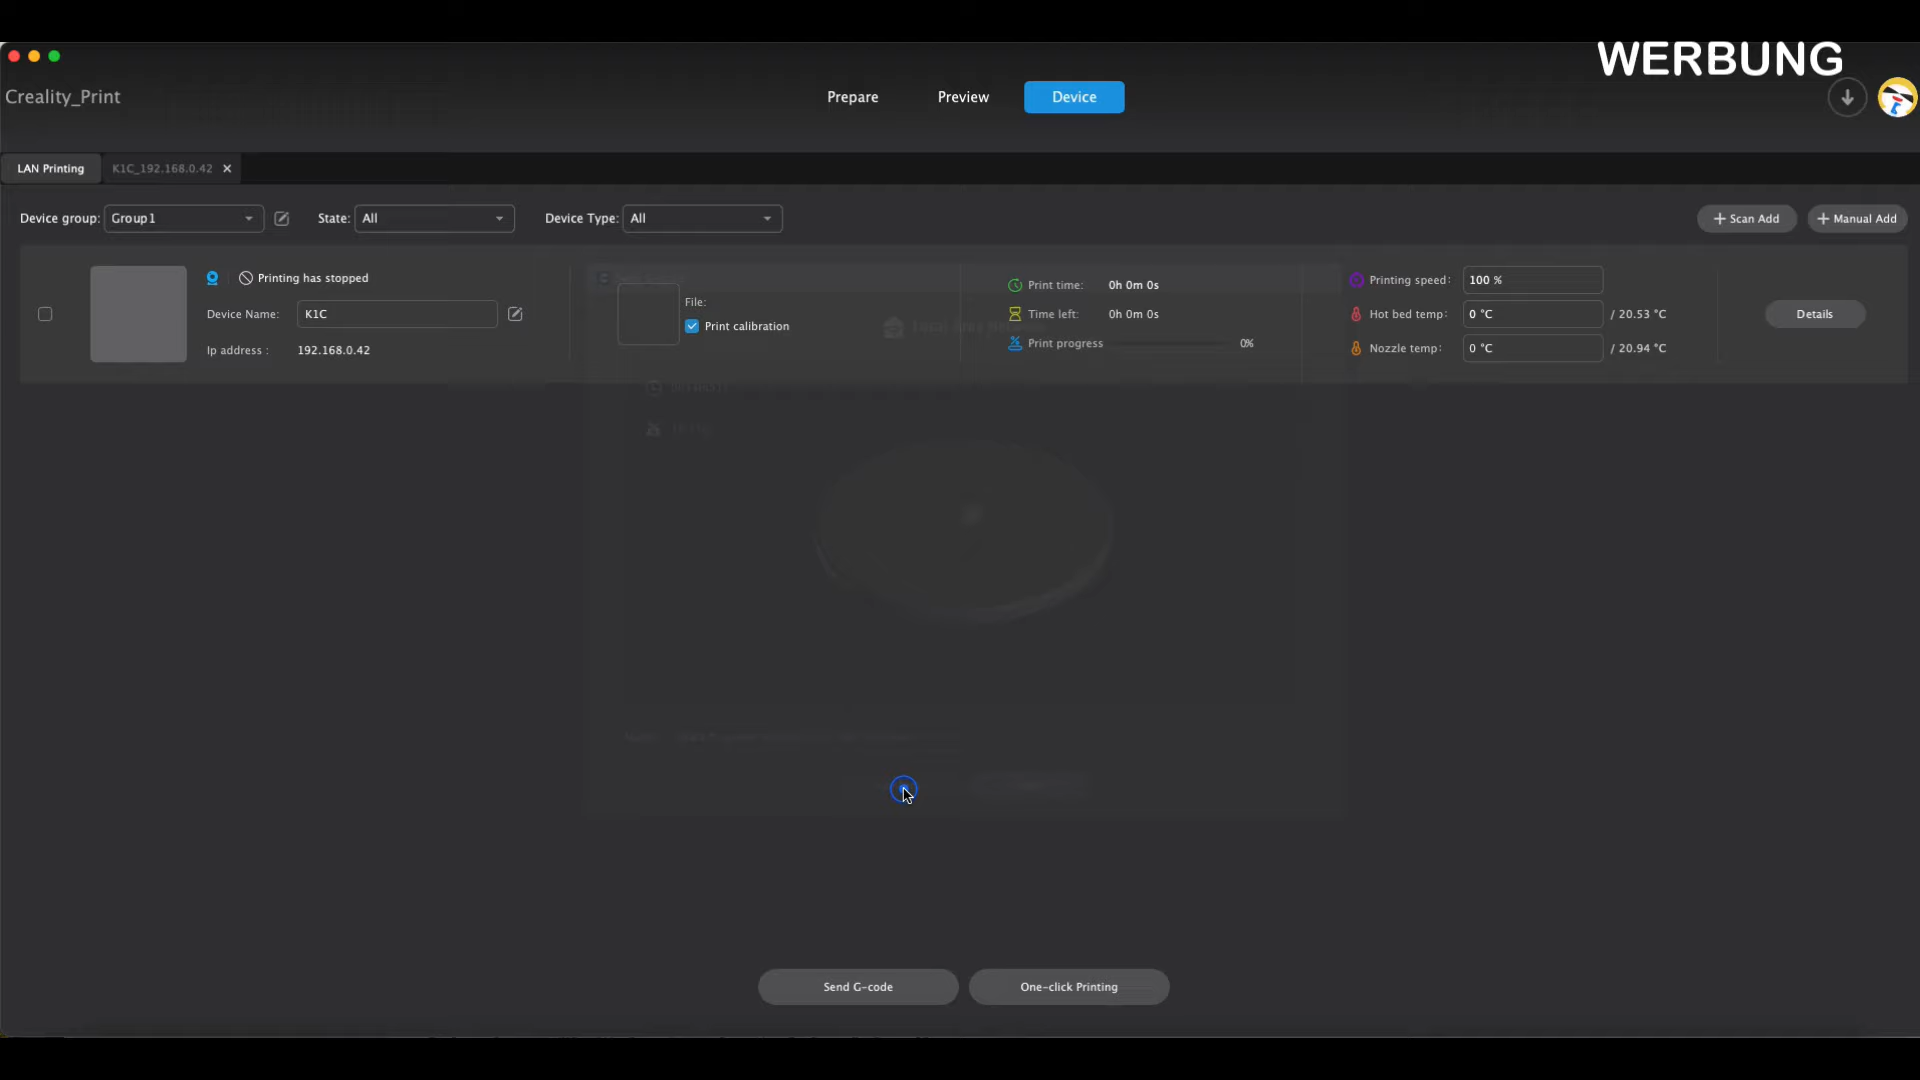 WERBUNG
Creality_Print
Prepare
Preview
Device
LAN Printing
K1C_192.168.0.42
Device group: Group1
State: All
Device Type: All
+ Scan Add
+ Manual Add
Printing has stopped
Device Name: K1C
Ip address : 192.168.0.42
File:
Print calibration
Print time: 0h 0m 0s
Time left: 0h 0m 0s
Print progress 0%
Printing speed: 100 %
Hot bed temp: 0 °C / 20.53 °C
Nozzle temp: 0 °C / 20.94 °C
Details
Send G-code
One-click Printing